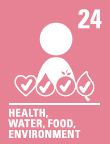 24
HEALTH,
WATER, FOOD,
ENVIRONMENT